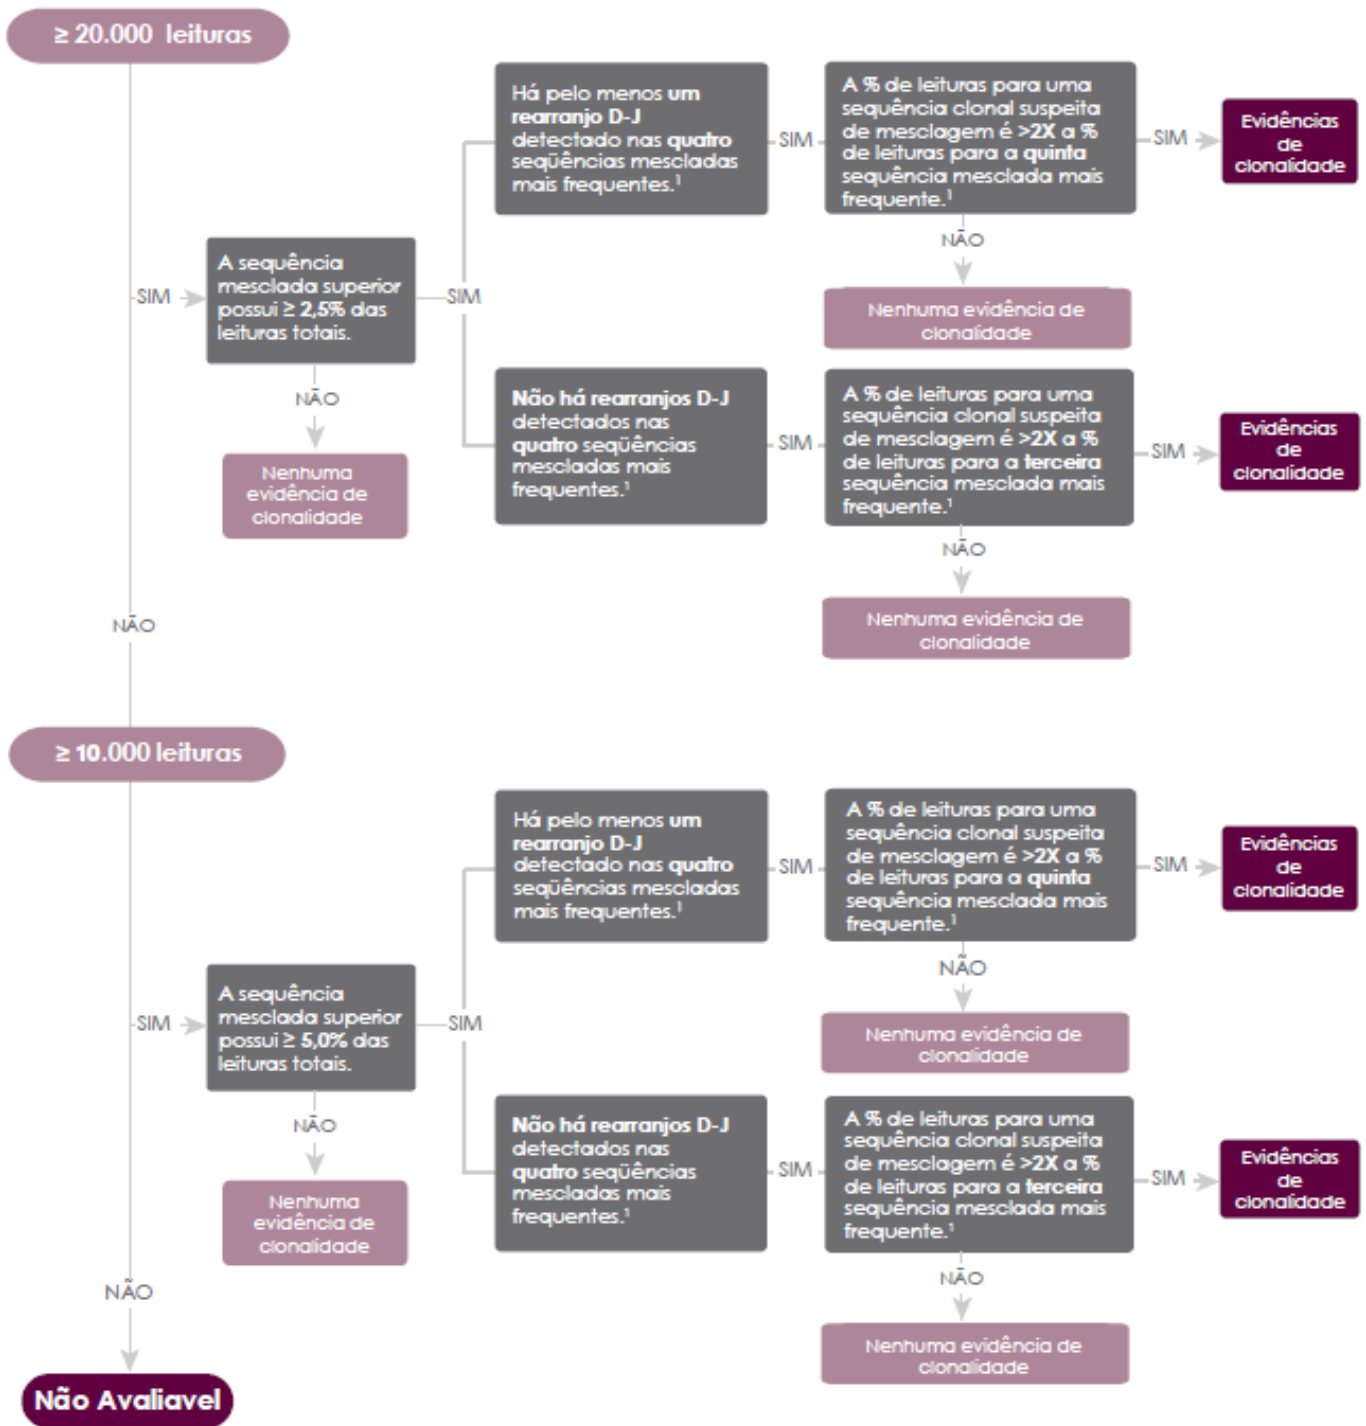 ≥ 20.000 leituras
SIM
A sequência
mesclada superior
possui ≥ 2,5% das
leituras totais.
NÃO
Nenhuma
evidência de
clonalidade
SIM
Há pelo menos um
rearranjo D-J
detectado nas quatro
seqüências mescladas
mais frequentes.¹
SIM
A % de leituras para uma
sequência clonal suspeita
de mesclagem é >2X a %
de leituras para a quinta
sequência mesclada mais
frequente.¹
SIM
Evidências
de
clonalidade
NÃO
Nenhuma evidência de
clonalidade
Não há rearranjos D-J
detectados nas
quatro seqüências
mescladas mais
frequentes.¹
SIM
A % de leituras para uma
sequência clonal suspeita
de mesclagem é >2X a %
de leituras para a terceira
sequência mesclada mais
frequente.¹
SIM
Evidências
de
clonalidade
NÃO
Nenhuma evidência de
clonalidade
NÃO
≥ 10.000 leituras
SIM
A sequência
mesclada superior
possui ≥ 5,0% das
leituras totais.
NÃO
Nenhuma
evidência de
clonalidade
SIM
Há pelo menos um
rearranjo D-J
detectado nas quatro
seqüências mescladas
mais frequentes.¹
SIM
A % de leituras para uma
sequência clonal suspeita
de mesclagem é >2X a %
de leituras para a quinta
sequência mesclada mais
frequente.¹
SIM
Evidências
de
clonalidade
NÃO
Nenhuma evidência de
clonalidade
Não há rearranjos D-J
detectados nas
quatro seqüências
mescladas mais
frequentes.¹
SIM
A % de leituras para uma
sequência clonal suspeita
de mesclagem é >2X a %
de leituras para a terceira
sequência mesclada mais
frequente.¹
SIM
Evidências
de
clonalidade
NÃO
Nenhuma evidência de
clonalidade
NÃO
Não Avaliavel